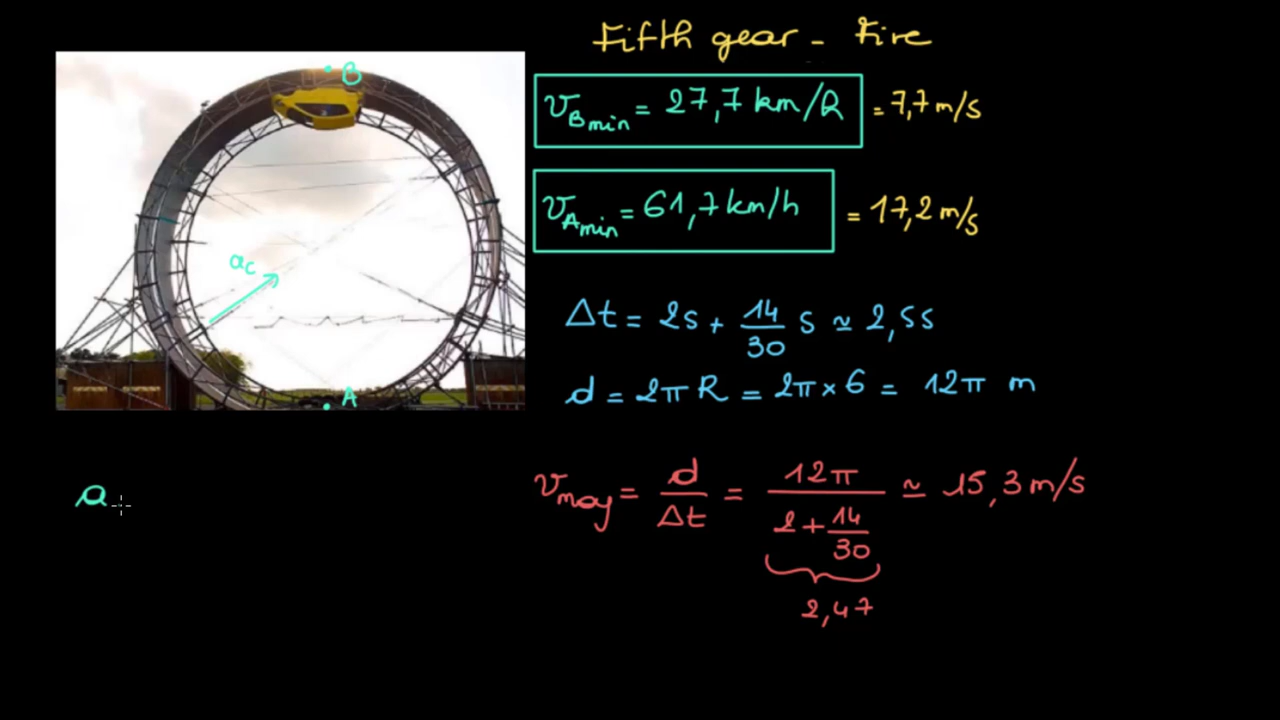 Fifth gear - Fire
B
v_Bmin = 27,7 km/h = 7,7 m/s
v_Amin = 61,7 km/h = 17,2 m/s
a_c
Δt = 2s + 14/30 s ≃ 2,5s
d = 2πR = 2π×6 = 12π m
A
a
v_moy = d/Δt = 12π/(2+14/30) ≃ 15,3 m/s
2,47